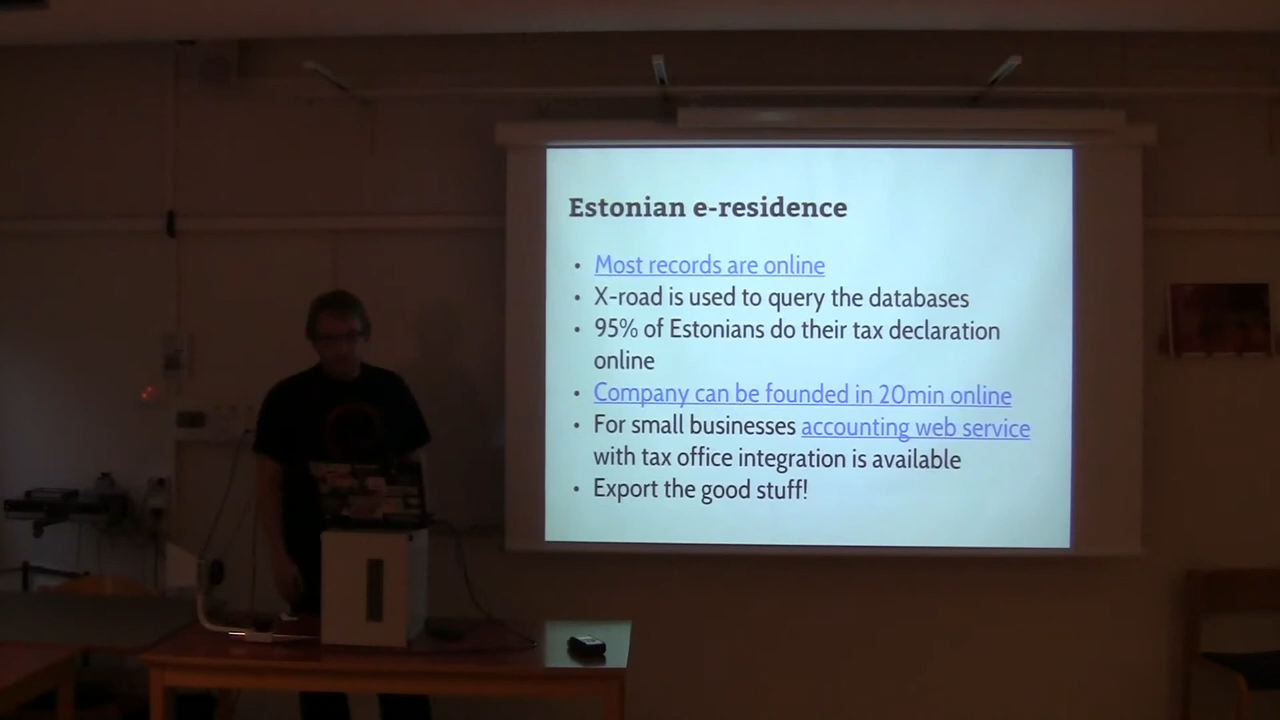 Estonian e-residence
• Most records are online
• X-road is used to query the databases
• 95% of Estonians do their tax declaration
online
• Company can be founded in 20min online
• For small businesses accounting web service
with tax office integration is available
• Export the good stuff!